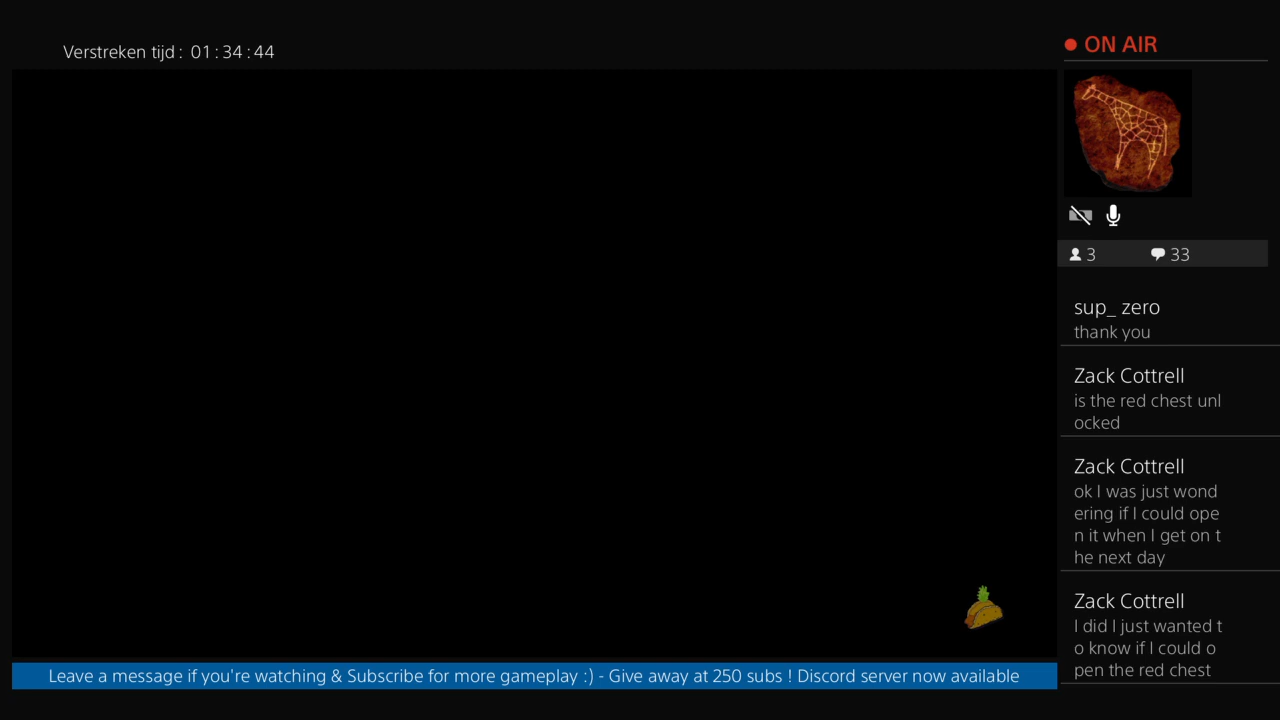 Verstreken tijd : 01 : 34 : 44
ON AIR
3
33
sup_ zero
thank you
Zack Cottrell
is the red chest unl
ocked
Zack Cottrell
ok I was just wond
ering if I could ope
n it when I get on t
he next day
Zack Cottrell
I did I just wanted t
o know if I could o
pen the red chest
Leave a message if you're watching & Subscribe for more gameplay :) - Give away at 250 subs ! Discord server now available